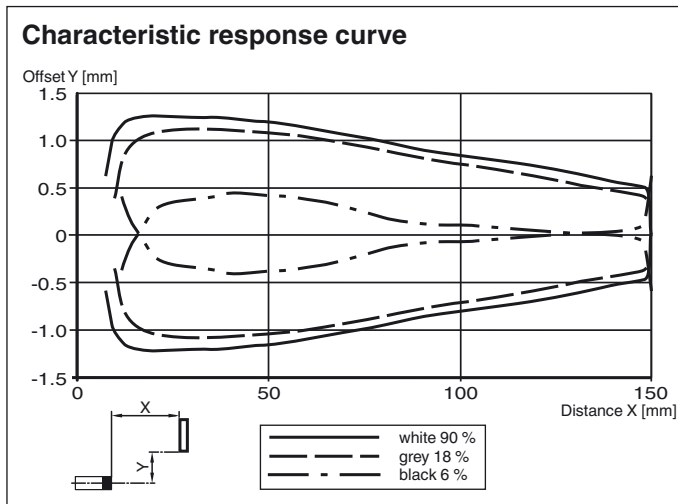 Characteristic response curve
Offset Y [mm]
1.5
1.0
0.5
0
-0.5
-1.0
-1.5
0 50 100 150
Distance X [mm]
X
Y
white 90 %
grey 18 %
black 6 %